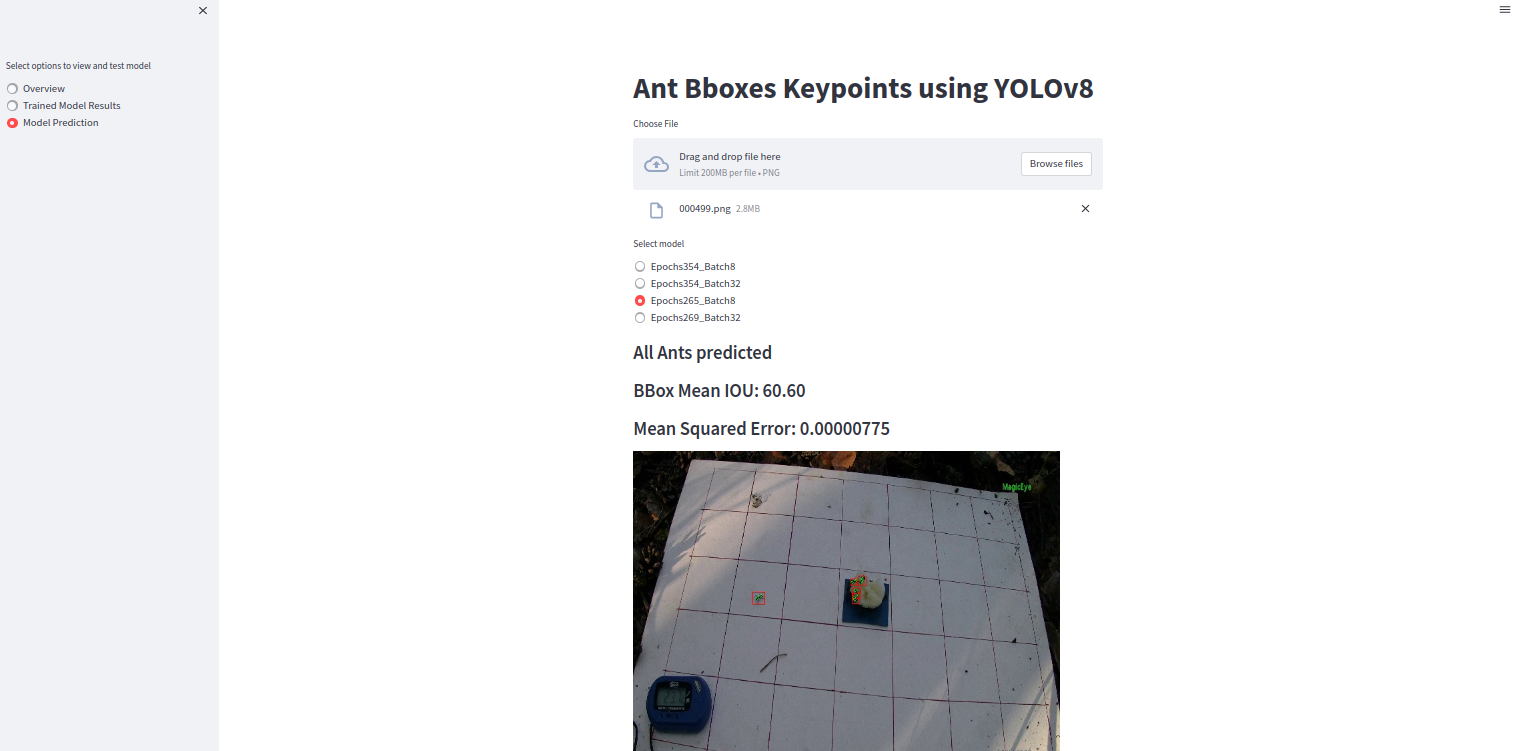 Select options to view and test model
Overview
Trained Model Results
Model Prediction
Ant Bboxes Keypoints using YOLOv8
Choose File
Drag and drop file here
Limit 200MB per file • PNG
Browse files
000499.png 2.8MB
Select model
Epochs354_Batch8
Epochs354_Batch32
Epochs265_Batch8
Epochs269_Batch32
All Ants predicted
BBox Mean IOU: 60.60
Mean Squared Error: 0.00000775
MagicEye